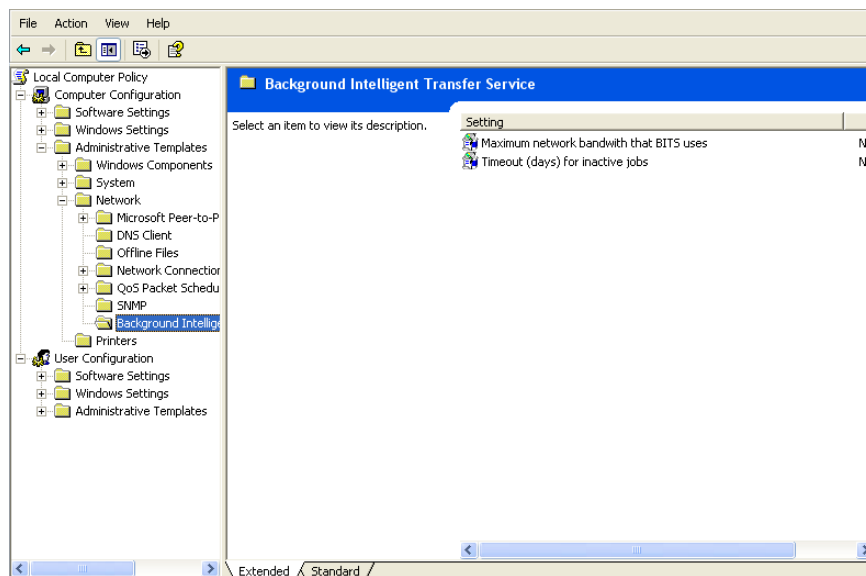 File Action View Help
Local Computer Policy
Computer Configuration
Software Settings
Windows Settings
Administrative Templates
Windows Components
System
Network
Microsoft Peer-to-P
DNS Client
Offline Files
Network Connection
QoS Packet Schedu
SNMP
Background Intellige
Printers
User Configuration
Software Settings
Windows Settings
Administrative Templates
Background Intelligent Transfer Service
Select an item to view its description.
Setting
Maximum network bandwith that BITS uses N
Timeout (days) for inactive jobs N
Extended Standard